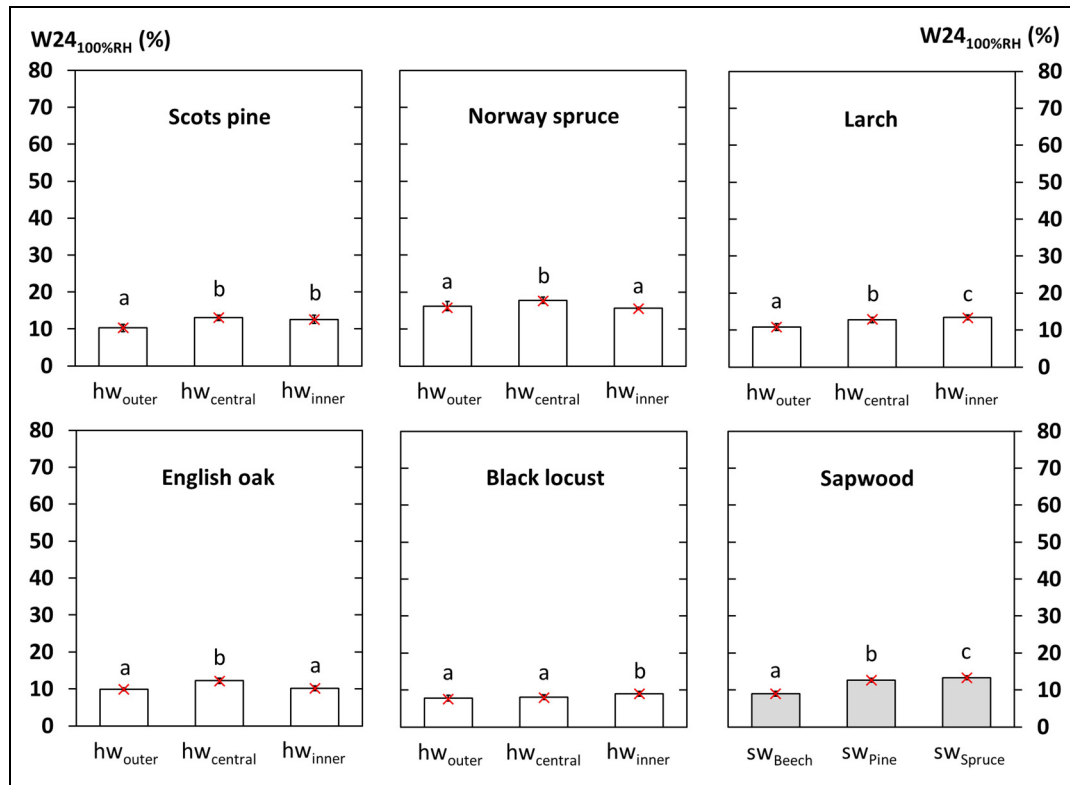 W24100%RH (%) W24100%RH (%)
80 80
70 Scots pine Norway spruce Larch 70
60 60
50 50
40 40
30 30
20 a b b a b a a b c 20
10 10
0 0
hwouter hwcentral hwinner hwouter hwcentral hwinner hwouter hwcentral hwinner
80 80
70 English oak Black locust Sapwood 70
60 60
50 50
40 40
30 30
20 a b a a a b a b c 20
10 10
0 0
hwouter hwcentral hwinner hwouter hwcentral hwinner swBeech swPine swSpruce